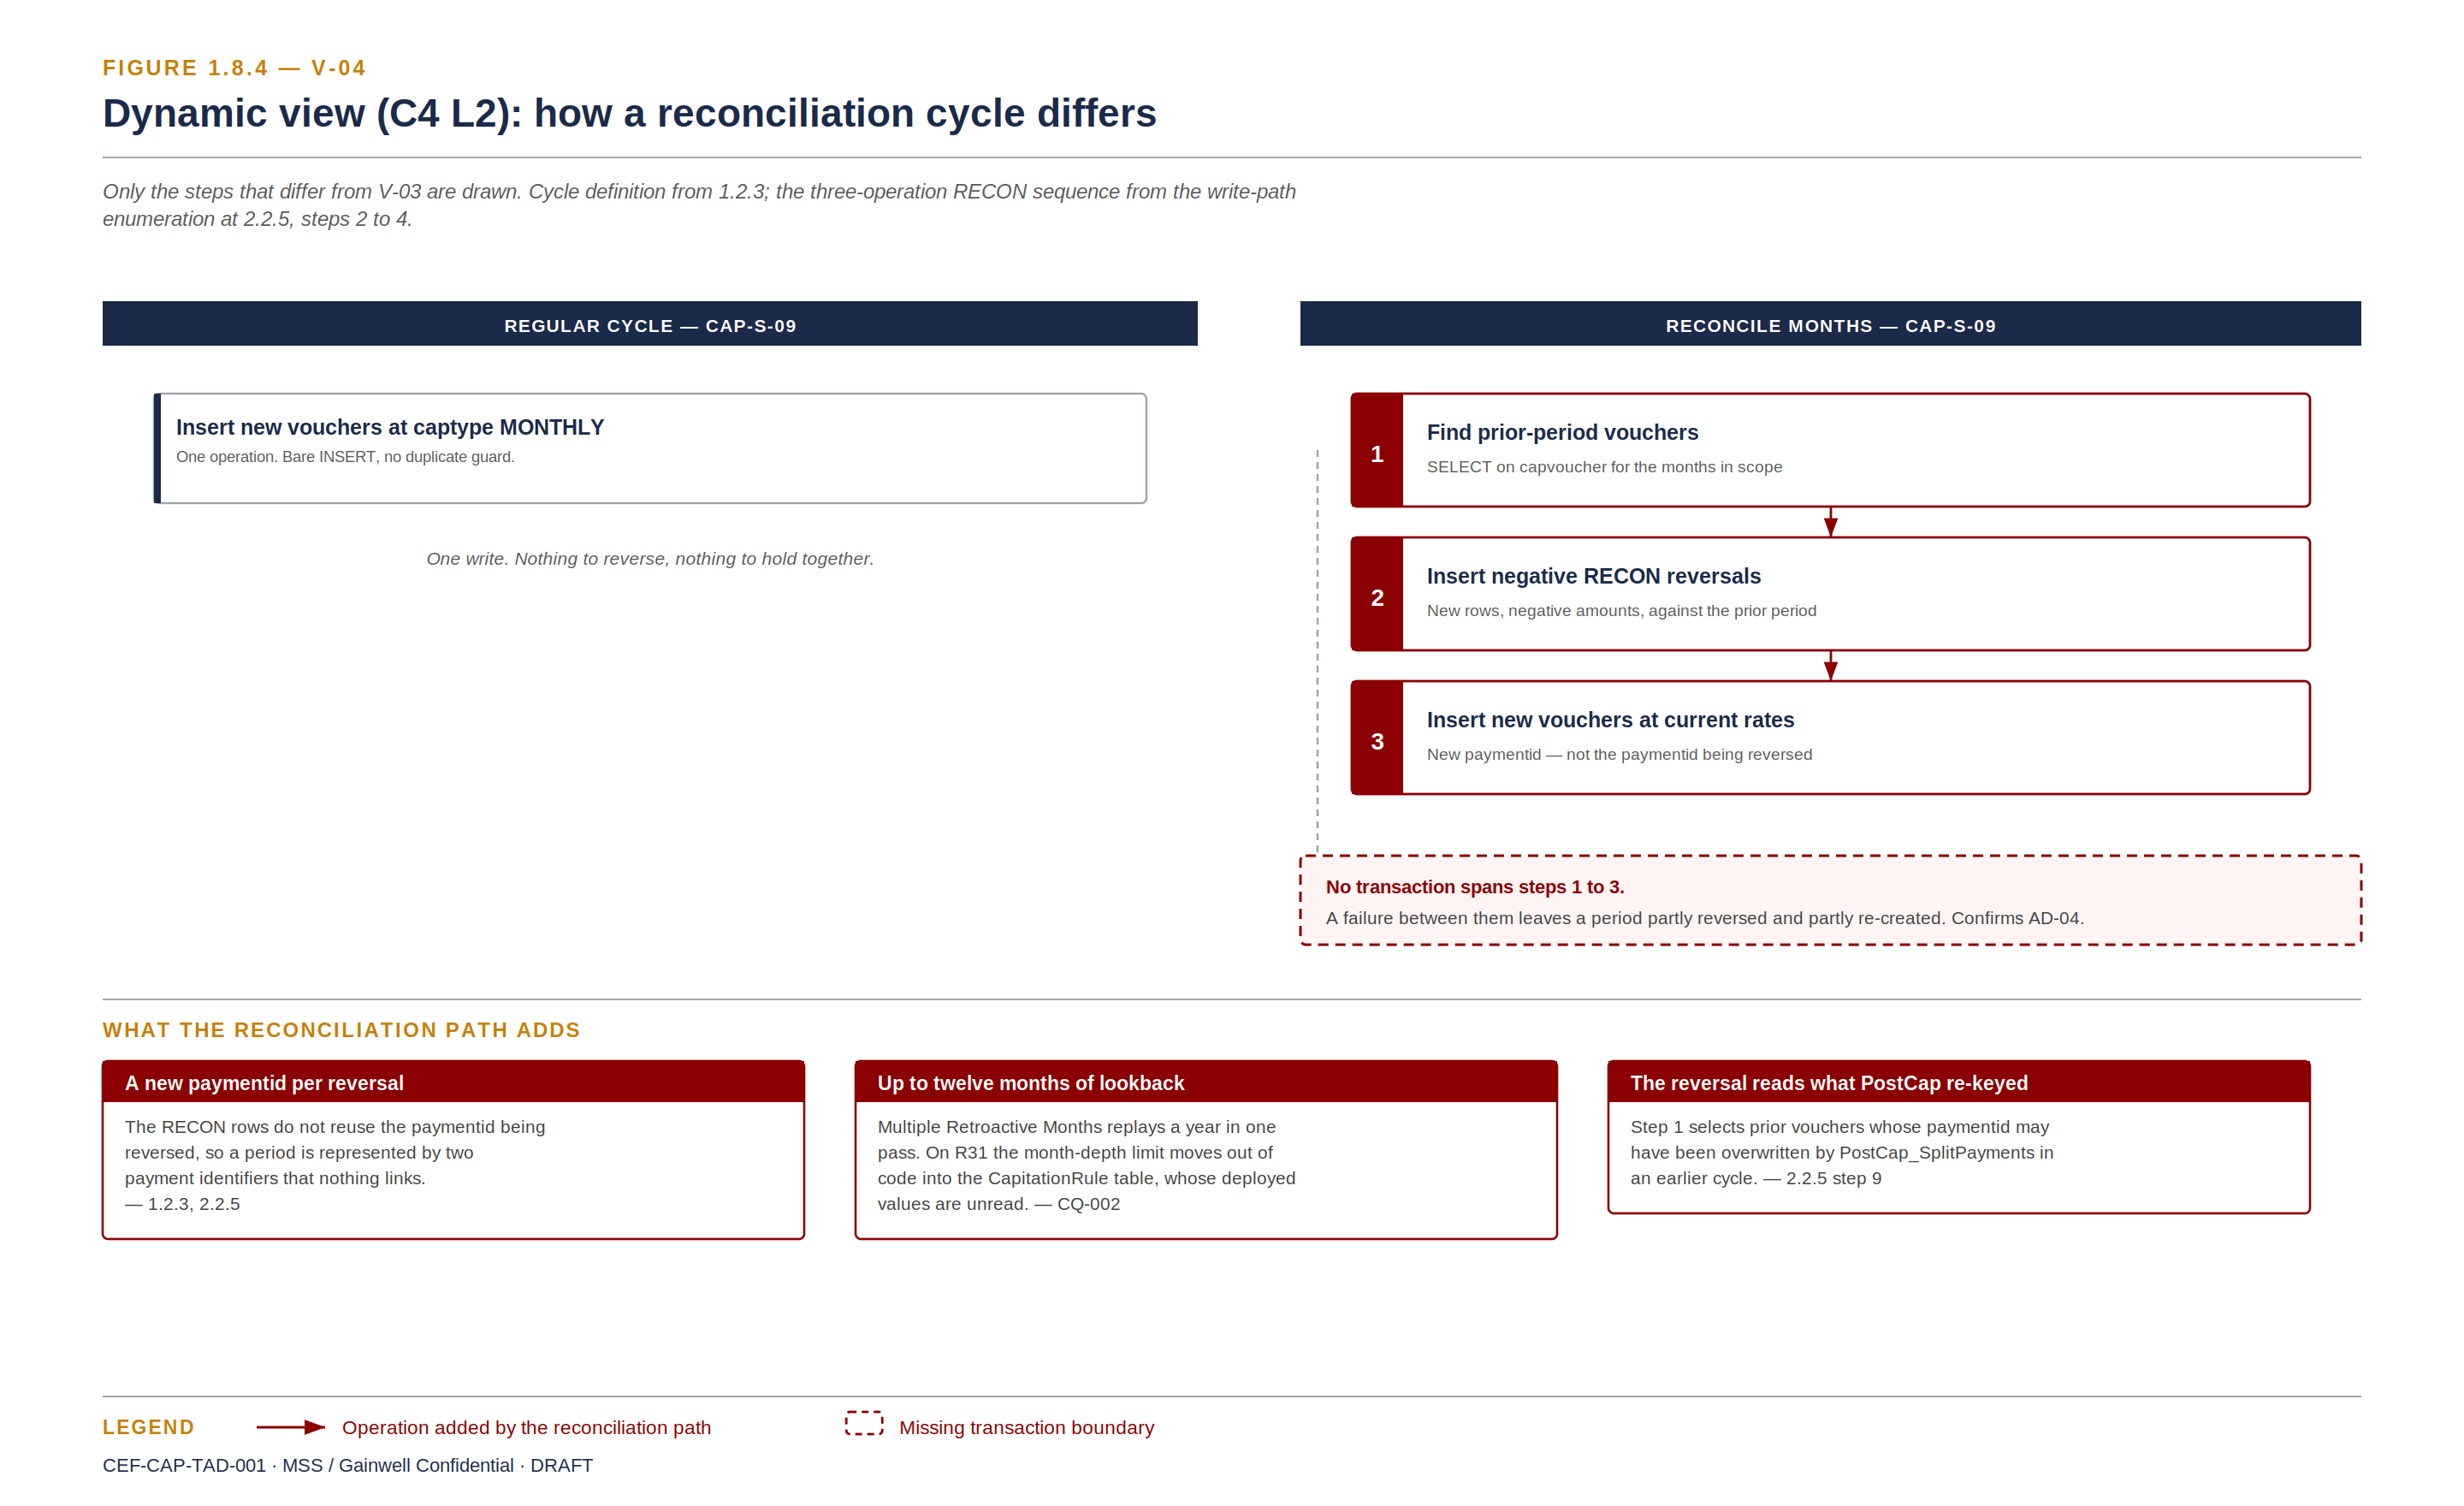 FIGURE 1.8.4 — V-04
Dynamic view (C4 L2): how a reconciliation cycle differs
Only the steps that differ from V-03 are drawn. Cycle definition from 1.2.3; the three-operation RECON sequence from the write-path
enumeration at 2.2.5, steps 2 to 4.
REGULAR CYCLE — CAP-S-09
Insert new vouchers at captype MONTHLY
One operation. Bare INSERT, no duplicate guard.
One write. Nothing to reverse, nothing to hold together.
RECONCILE MONTHS — CAP-S-09
1
Find prior-period vouchers
SELECT on capvoucher for the months in scope
2
Insert negative RECON reversals
New rows, negative amounts, against the prior period
3
Insert new vouchers at current rates
New paymentid — not the paymentid being reversed
No transaction spans steps 1 to 3.
A failure between them leaves a period partly reversed and partly re-created. Confirms AD-04.
WHAT THE RECONCILIATION PATH ADDS
A new paymentid per reversal
The RECON rows do not reuse the paymentid being
reversed, so a period is represented by two
payment identifiers that nothing links.
— 1.2.3, 2.2.5
Up to twelve months of lookback
Multiple Retroactive Months replays a year in one
pass. On R31 the month-depth limit moves out of
code into the CapitationRule table, whose deployed
values are unread. — CQ-002
The reversal reads what PostCap re-keyed
Step 1 selects prior vouchers whose paymentid may
have been overwritten by PostCap_SplitPayments in
an earlier cycle. — 2.2.5 step 9
LEGEND
Operation added by the reconciliation path
Missing transaction boundary
CEF-CAP-TAD-001 · MSS / Gainwell Confidential · DRAFT